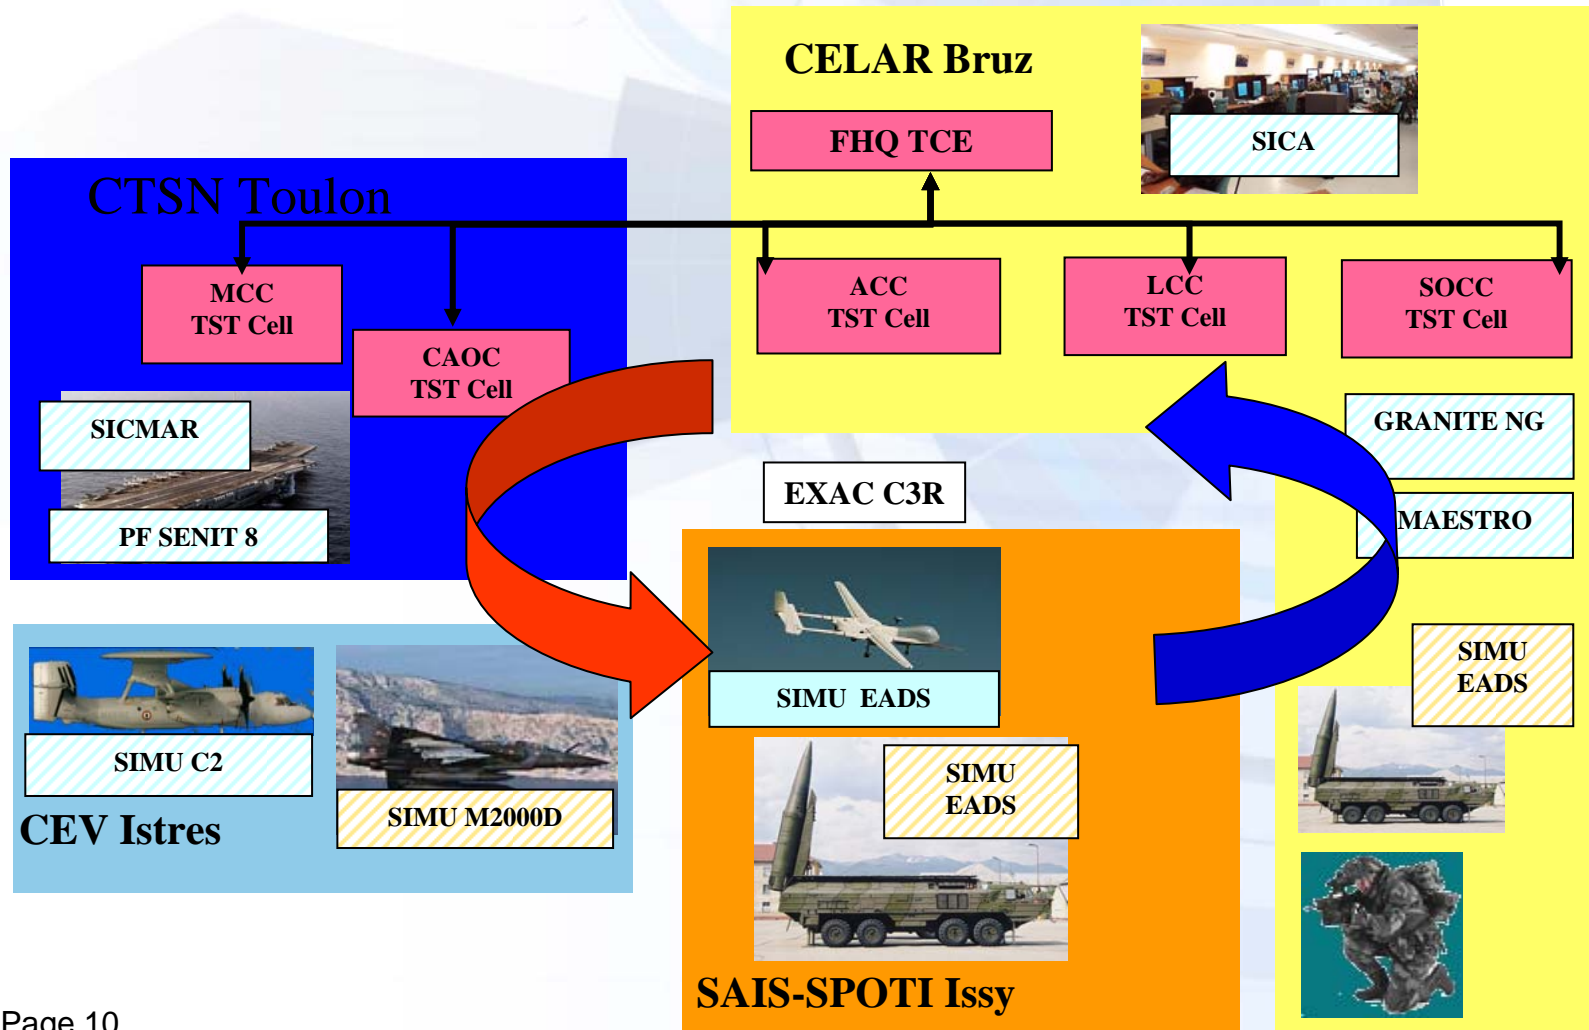 CELAR Bruz
FHQ TCE
SICA
CTSN Toulon
MCC
TST Cell
CAOC
TST Cell
ACC
TST Cell
LCC
TST Cell
SOCC
TST Cell
SICMAR
PF SENIT 8
GRANITE NG
MAESTRO
EXAC C3R
SIMU EADS
SIMU
EADS
SIMU
EADS
SIMU C2
SIMU M2000D
CEV Istres
SAIS-SPOTI Issy
Page 10